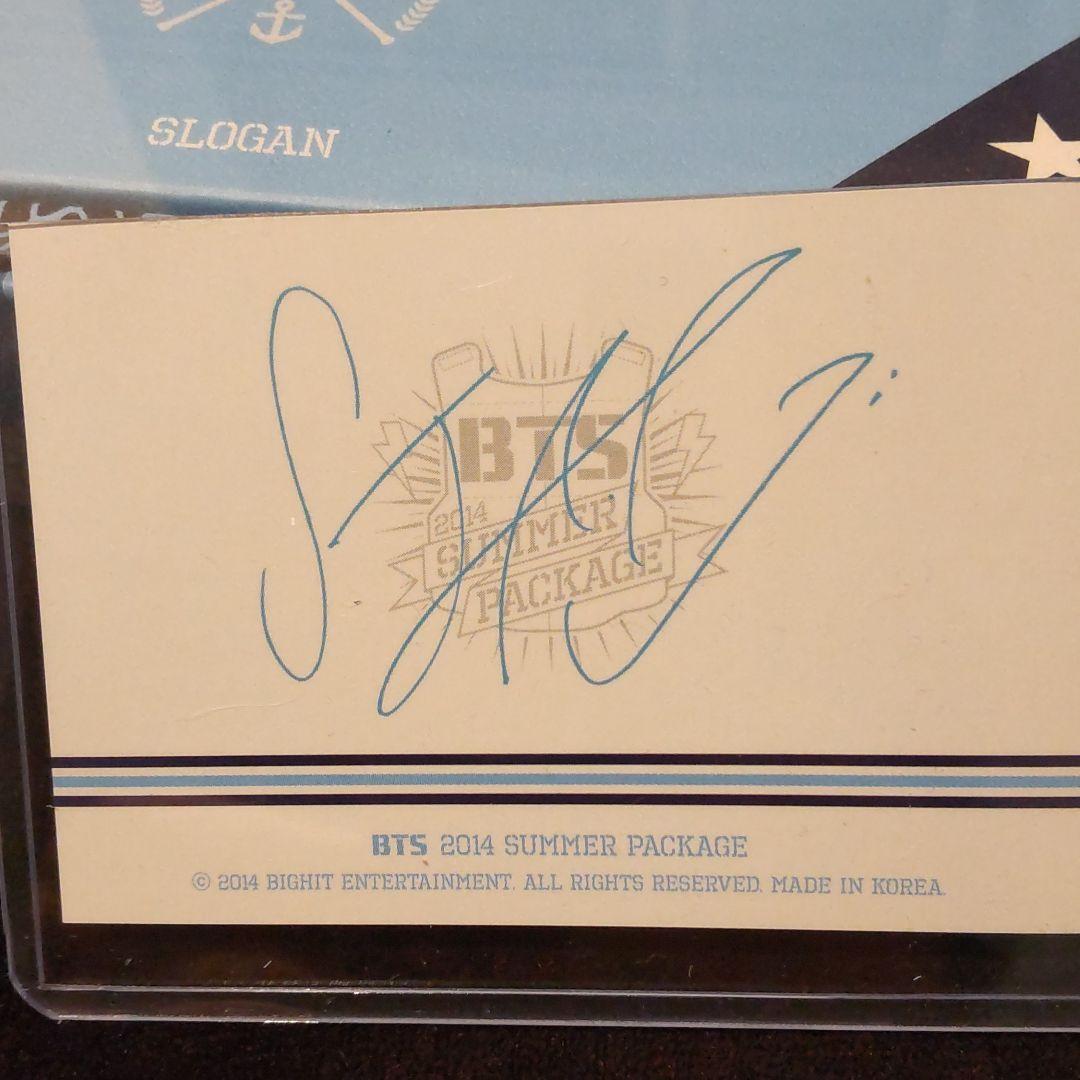 SLOGAN
BTS
2014
SUMMER
PACKAGE
BTS 2014 SUMMER PACKAGE
© 2014 BIGHIT ENTERTAINMENT. ALL RIGHTS RESERVED. MADE IN KOREA.